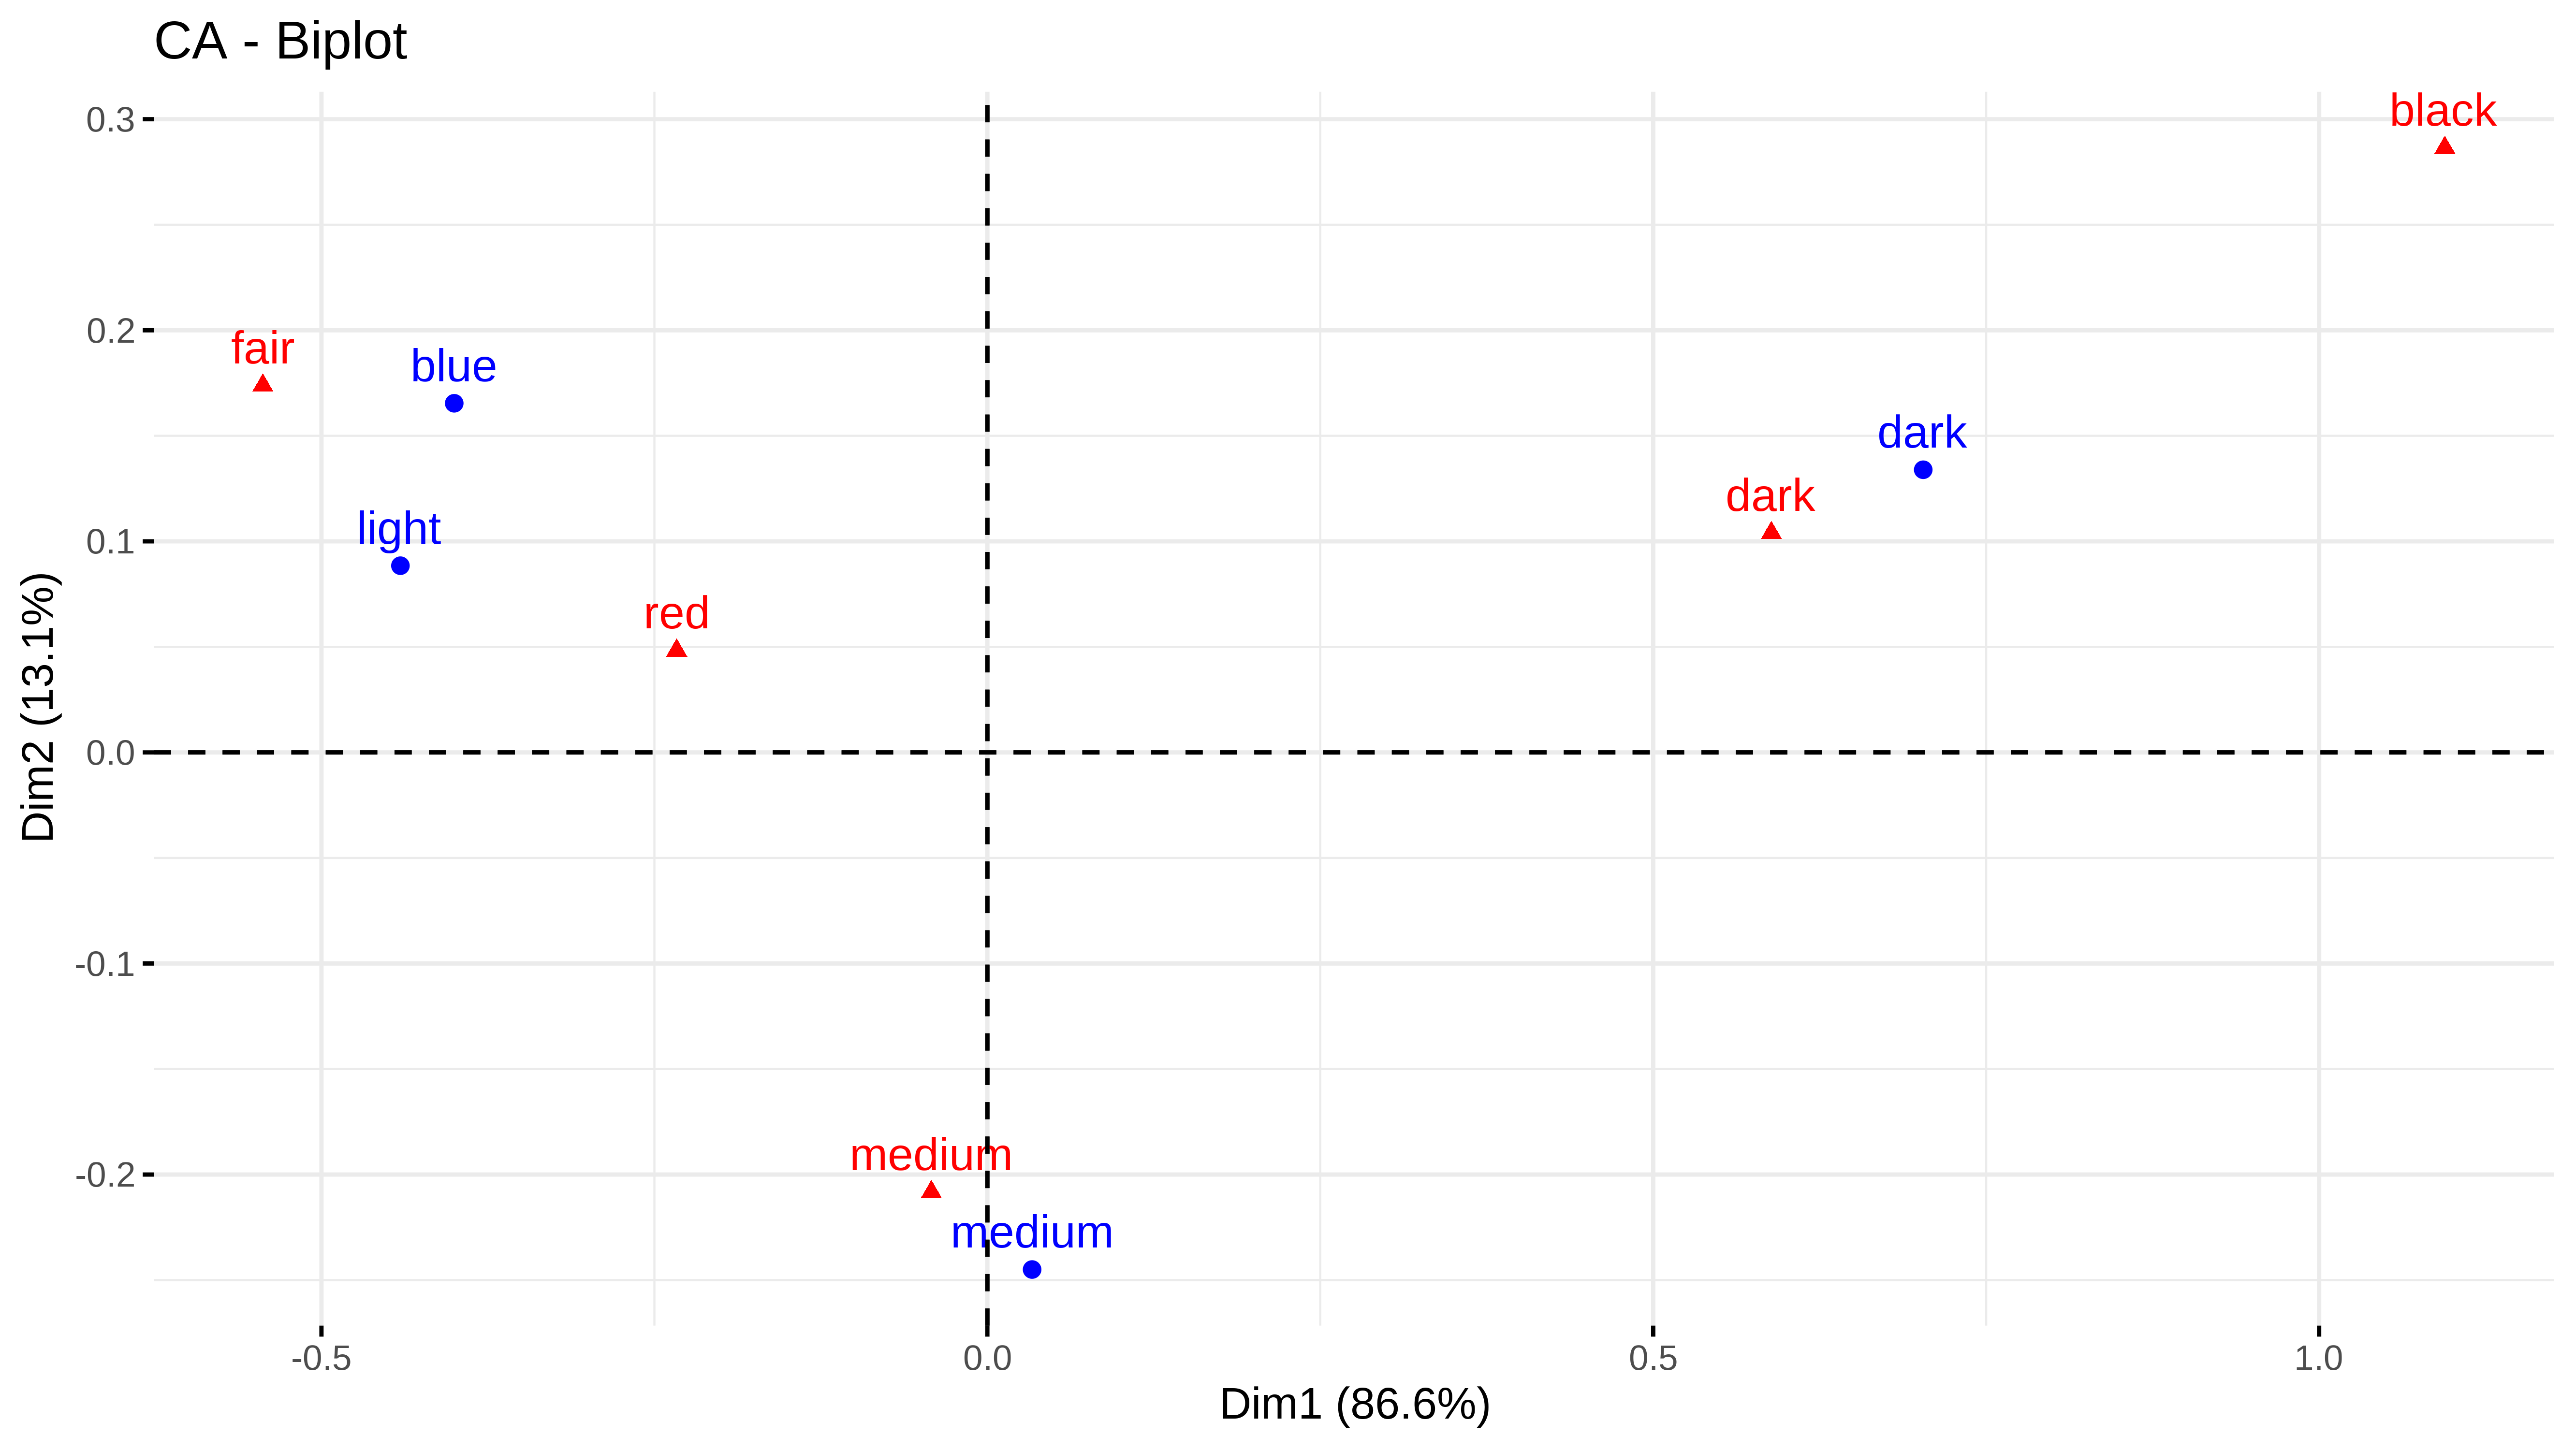 CA - Biplot
black
0.3
fair
0.2
blue
dark
dark
light
0.1
red
0.0
-0.1
medium
-0.2
medium
-0.5
0.0
0.5
1.0
Dim1 (86.6%)
Dim2 (13.1%)